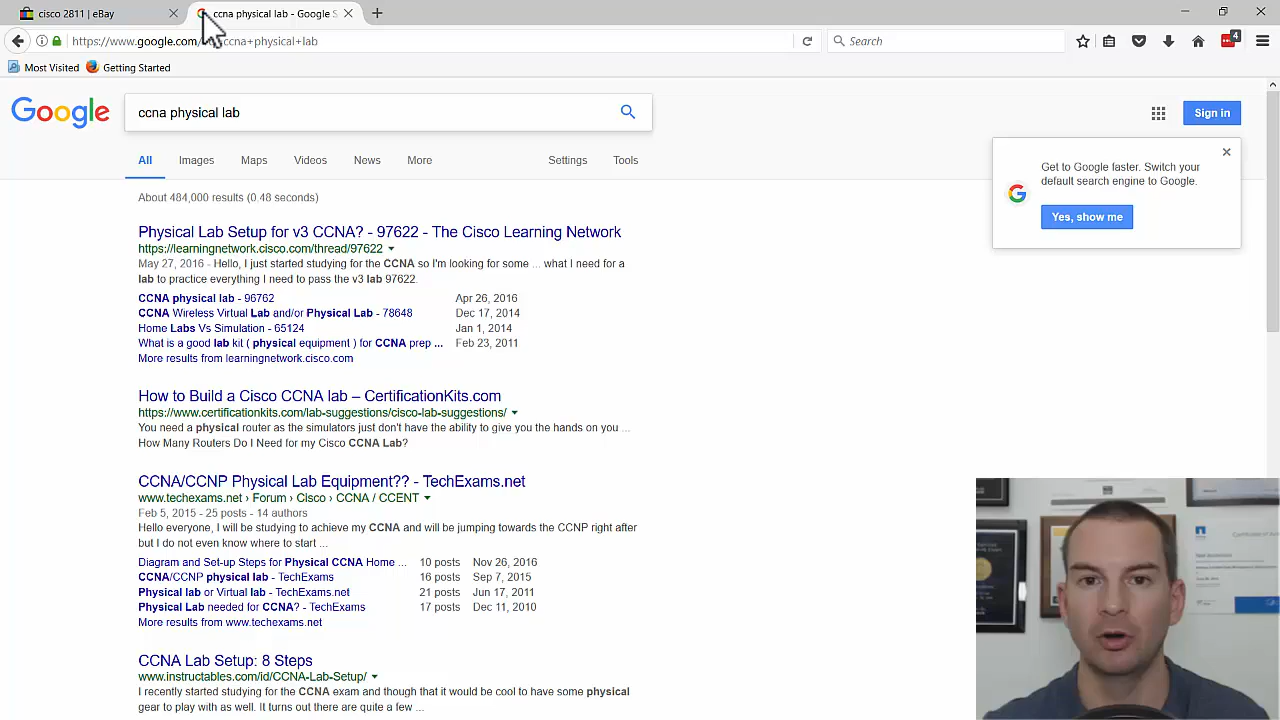 cisco 2811 | eBay
ccna physical lab - Google S
https://www.google.com/
ccna+physical+lab
Search
4
Most Visited
Getting Started
Google
ccna physical lab
Sign in
All Images Maps Videos News More Settings Tools
Get to Google faster. Switch your
default search engine to Google.
Yes, show me
About 484,000 results (0.48 seconds)
Physical Lab Setup for v3 CCNA? - 97622 - The Cisco Learning Network
https://learningnetwork.cisco.com/thread/97622
May 27, 2016 - Hello, I just started studying for the CCNA so I'm looking for some ... what I need for a
lab to practice everything I need to pass the v3 lab 97622.
CCNA physical lab - 96762 Apr 26, 2016
CCNA Wireless Virtual Lab and/or Physical Lab - 78648 Dec 17, 2014
Home Labs Vs Simulation - 65124 Jan 1, 2014
What is a good lab kit ( physical equipment ) for CCNA prep ... Feb 23, 2011
More results from learningnetwork.cisco.com
How to Build a Cisco CCNA lab – CertificationKits.com
https://www.certificationkits.com/lab-suggestions/cisco-lab-suggestions/
You need a physical router as the simulators just don't have the ability to give you the hands on you ...
How Many Routers Do I Need for my Cisco CCNA Lab?
CCNA/CCNP Physical Lab Equipment?? - TechExams.net
www.techexams.net › Forum › Cisco › CCNA / CCENT
Feb 5, 2015 - 25 posts - 14 authors
Hello everyone, I will be studying to achieve my CCNA and will be jumping towards the CCNP right after
but I do not even know where to start ...
Diagram and Set-up Steps for Physical CCNA Home ... 10 posts Nov 26, 2016
CCNA/CCNP physical lab - TechExams 16 posts Sep 7, 2015
Physical lab or Virtual lab - TechExams.net 21 posts Jun 17, 2011
Physical Lab needed for CCNA? - TechExams 17 posts Dec 11, 2010
More results from www.techexams.net
CCNA Lab Setup: 8 Steps
www.instructables.com/id/CCNA-Lab-Setup/
I recently started studying for the CCNA exam and though that it would be cool to have some physical
gear to play with as well. It turns out there are quite a few ...